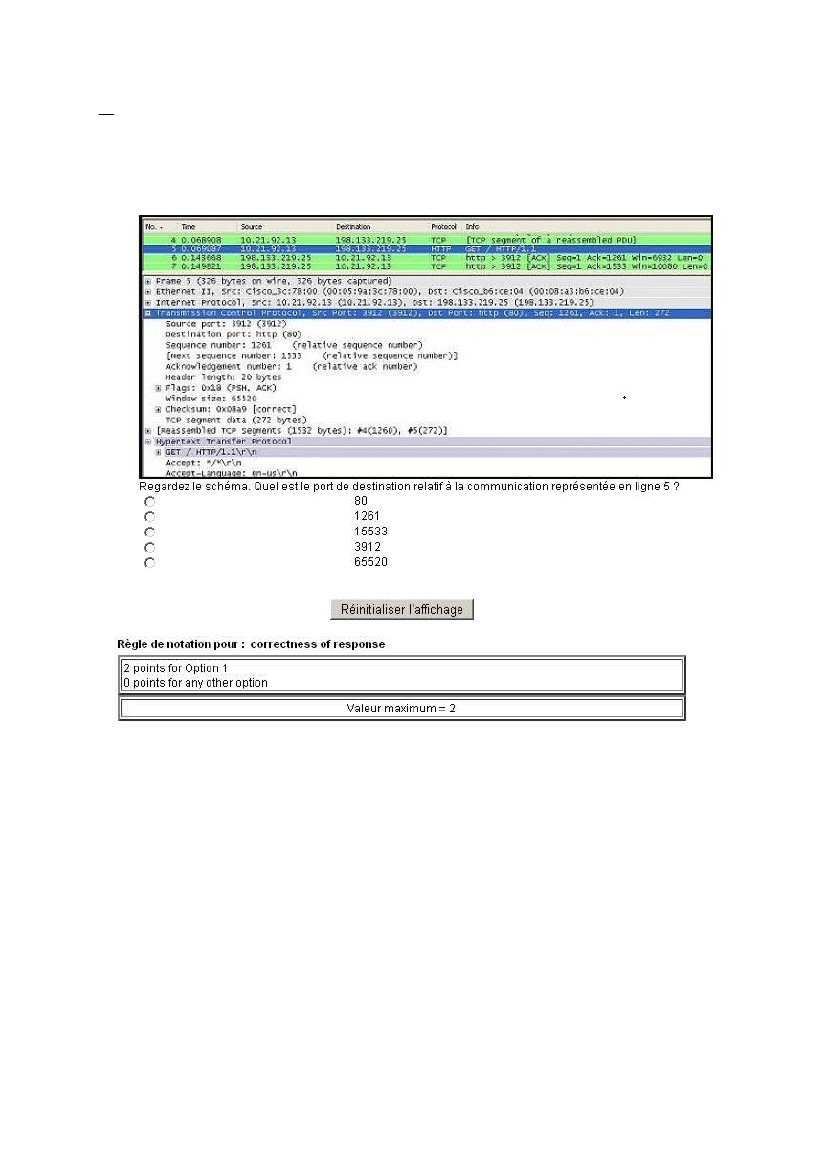 No. - Time Source Destination Protocol Info
4 0.068908 10.21.92.13 198.133.219.25 TCP [TCP segment of a reassembled PDU]
5 0.069087 10.21.92.13 198.133.219.25 HTTP GET / HTTP/1.1
6 0.143668 198.133.219.25 10.21.92.13 TCP http > 3912 [ACK] Seq=1 Ack=1261 Win=6932 Len=0
7 0.149821 198.133.219.25 10.21.92.13 TCP http > 3912 [ACK] Seq=1 Ack=1533 Win=10080 Len=0
Frame 5 (326 bytes on wire, 326 bytes captured)
Ethernet II, Src: Cisco_3c:78:00 (00:05:9a:3c:78:00), Dst: Cisco_b6:ce:04 (00:08:a3:b6:ce:04)
Internet Protocol, Src: 10.21.92.13 (10.21.92.13), Dst: 198.133.219.25 (198.133.219.25)
Transmission Control Protocol, Src Port: 3912 (3912), Dst Port: http (80), Seq: 1261, Ack: 1, Len: 272
Source port: 3912 (3912)
Destination port: http (80)
Sequence number: 1261 (relative sequence number)
[Next sequence number: 1533 (relative sequence number)]
Acknowledgement number: 1 (relative ack number)
Header length: 20 bytes
Flags: 0x18 (PSH, ACK)
Window size: 65520
Checksum: 0x08a9 [correct]
TCP segment data (272 bytes)
[Reassembled TCP Segments (1532 bytes): #4(1260), #5(272)]
Hypertext Transfer Protocol
GET / HTTP/1.1\r\n
Accept: */*\r\n
Accept-Language: en-us\r\n
Regardez le schéma. Quel est le port de destination relatif à la communication représentée en ligne 5 ?
80
1261
15533
3912
65520
Réinitialiser l'affichage
Règle de notation pour : correctness of response
2 points for Option 1
0 points for any other option
Valeur maximum = 2